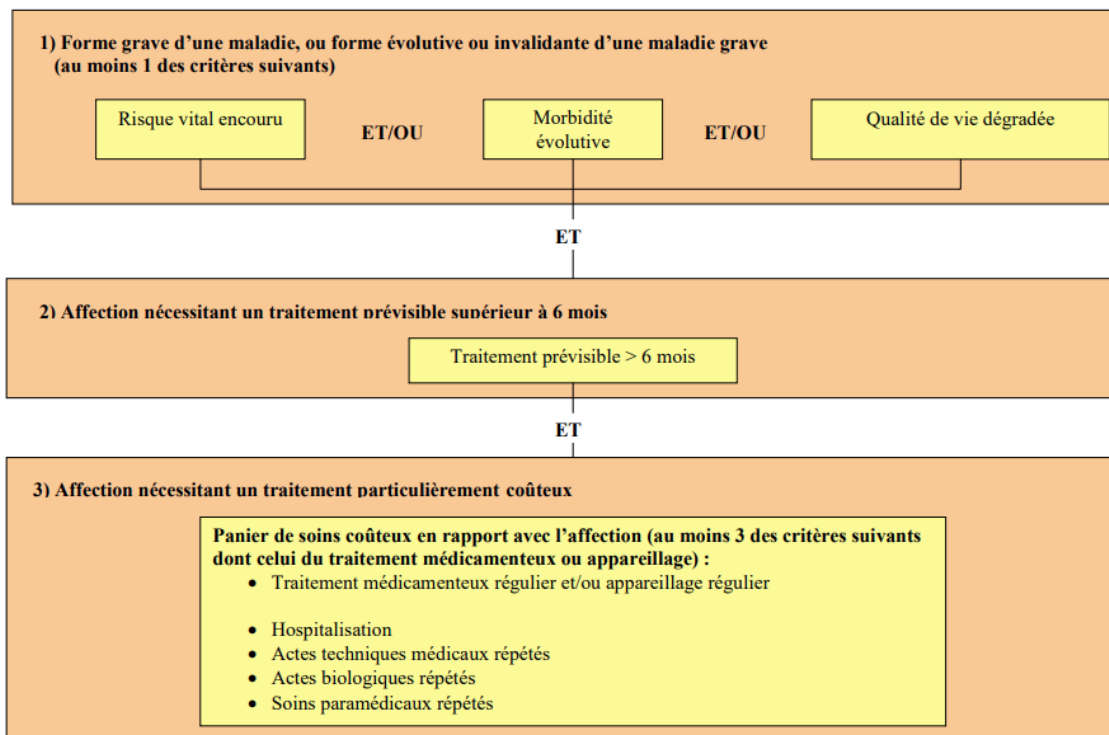 1) Forme grave d’une maladie, ou forme évolutive ou invalidante d’une maladie grave
(au moins 1 des critères suivants)
Risque vital encouru
ET/OU
Morbidité
évolutive
ET/OU
Qualité de vie dégradée
ET
2) Affection nécessitant un traitement prévisible supérieur à 6 mois
Traitement prévisible > 6 mois
ET
3) Affection nécessitant un traitement particulièrement coûteux
Panier de soins coûteux en rapport avec l’affection (au moins 3 des critères suivants
dont celui du traitement médicamenteux ou appareillage) :
• Traitement médicamenteux régulier et/ou appareillage régulier
• Hospitalisation
• Actes techniques médicaux répétés
• Actes biologiques répétés
• Soins paramédicaux répétés